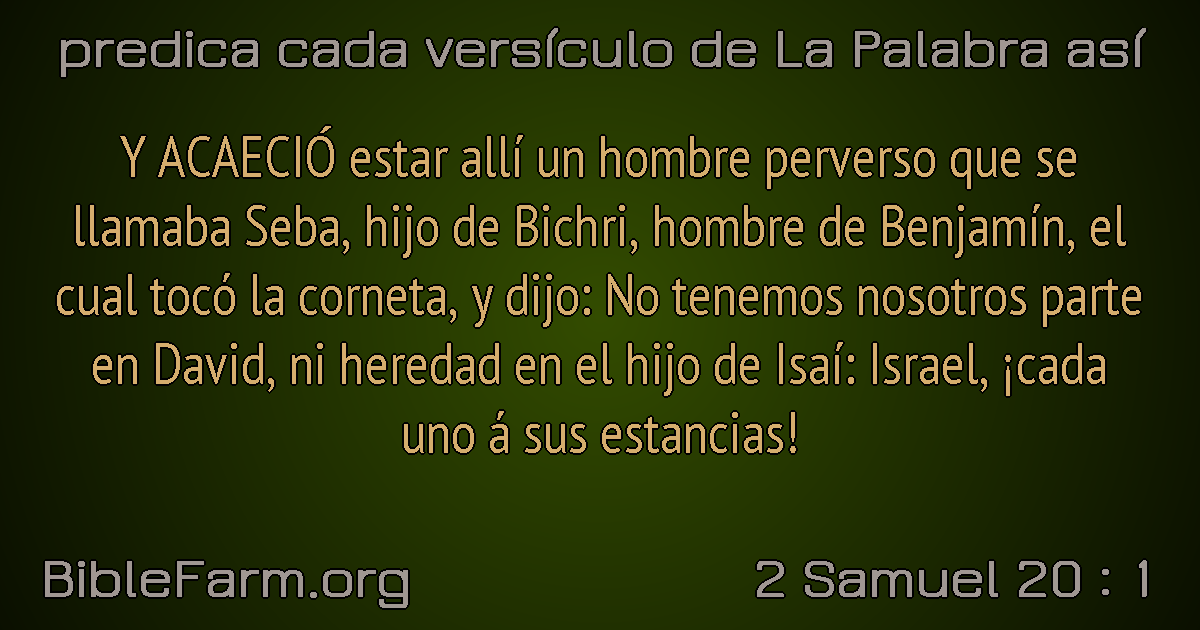 predica cada versículo de La Palabra así
Y ACAECIÓ estar allí un hombre perverso que se
llamaba Seba, hijo de Bichri, hombre de Benjamín, el
cual tocó la corneta, y dijo: No tenemos nosotros parte
en David, ni heredad en el hijo de Isaí: Israel, ¡cada
uno á sus estancias!
BibleFarm.org
2 Samuel 20 : 1